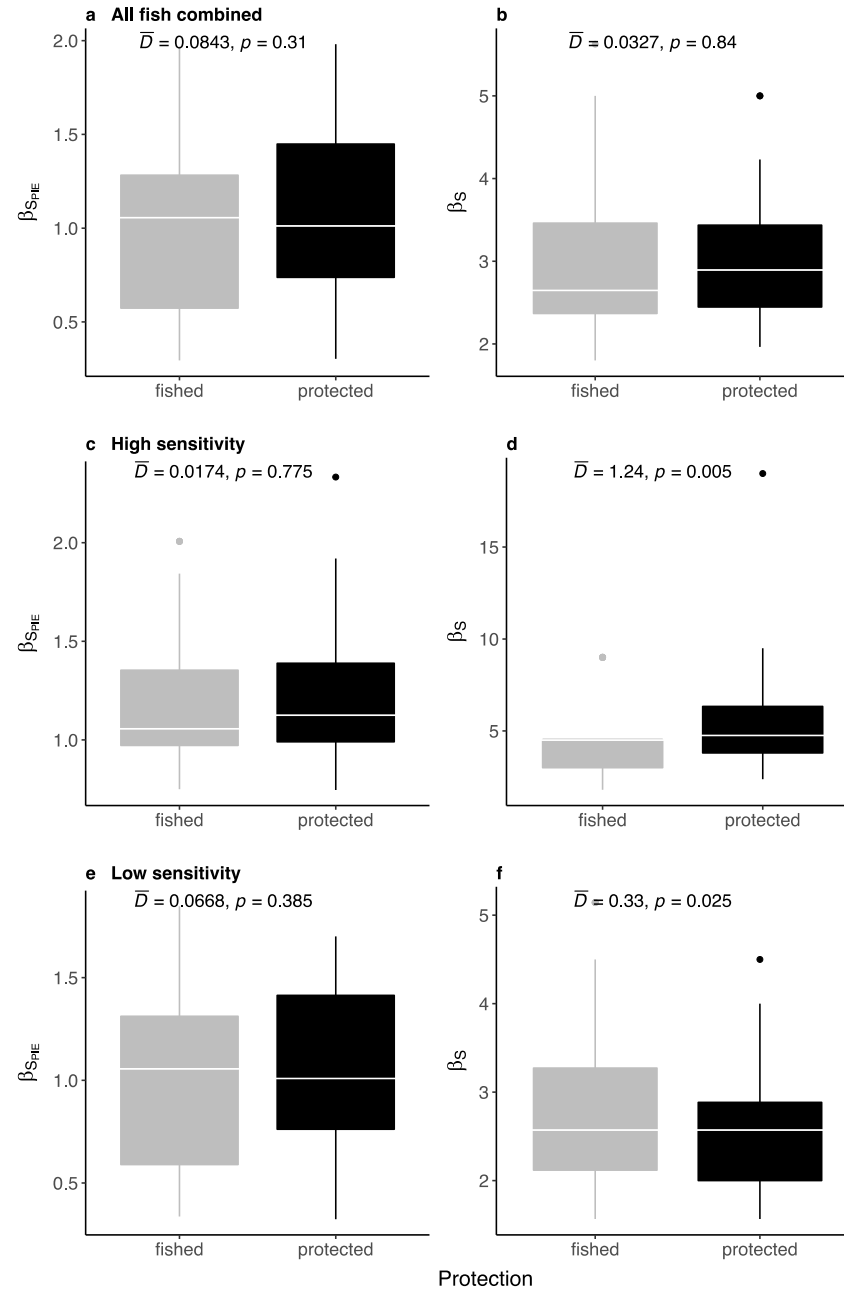 a All fish combined
D̅ = 0.0843, p = 0.31
2.0
1.5
1.0
0.5
βSPIE
fished protected
b
D̅ = 0.0327, p = 0.84
5
4
3
2
βS
fished protected
c High sensitivity
D̅ = 0.0174, p = 0.775
2.0
1.5
1.0
βSPIE
fished protected
d
D̅ = 1.24, p = 0.005
15
10
5
βS
fished protected
e Low sensitivity
D̅ = 0.0668, p = 0.385
1.5
1.0
0.5
βSPIE
fished protected
f
D̅ = 0.33, p = 0.025
5
4
3
2
βS
fished protected
Protection